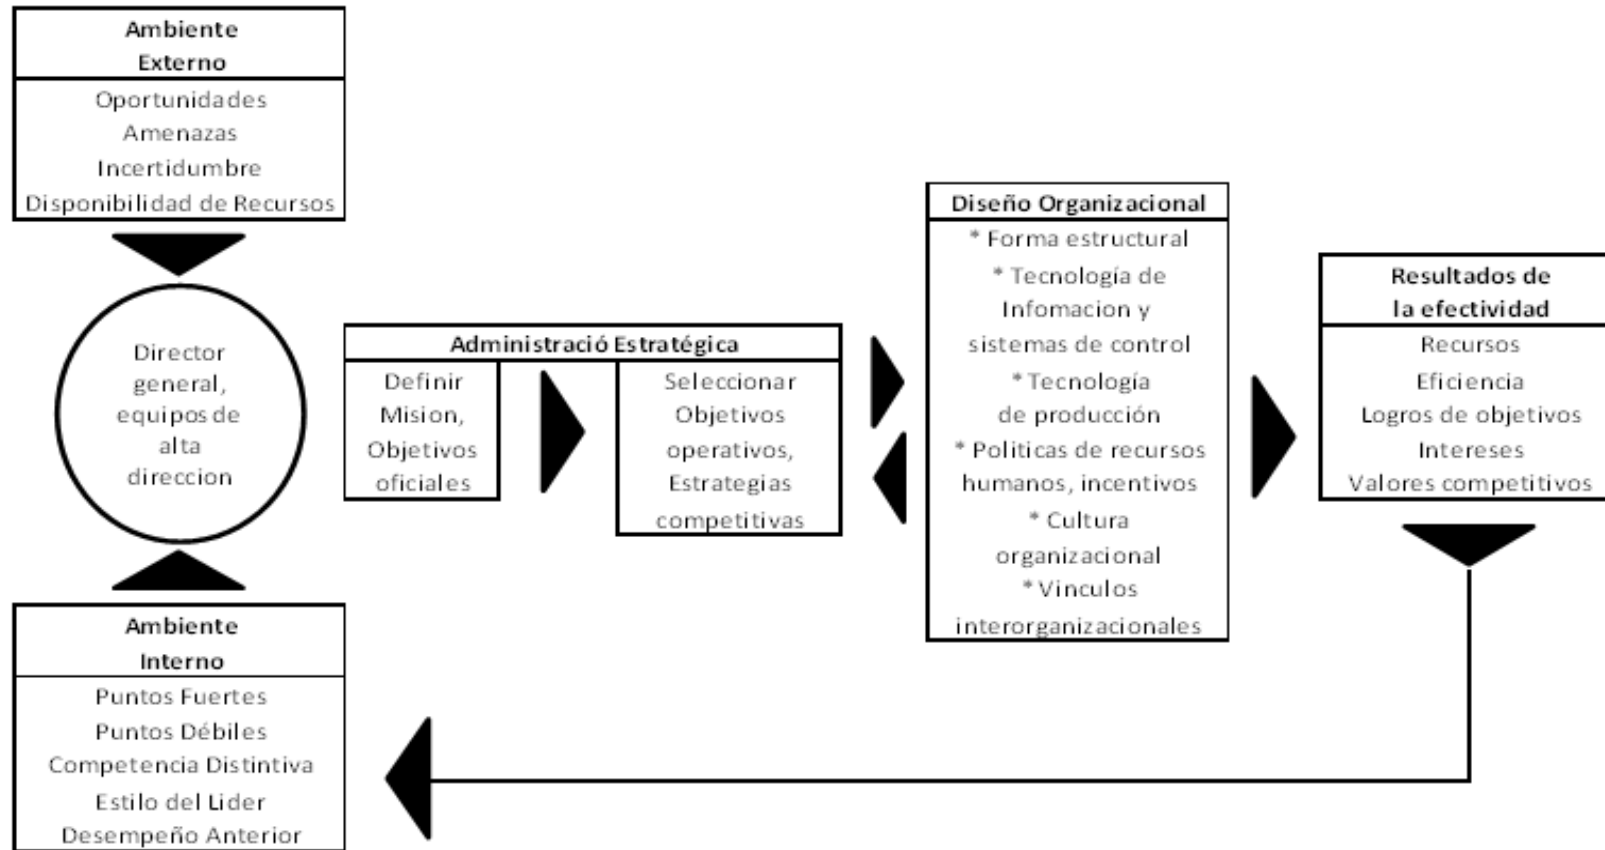 Ambiente
Externo
Oportunidades
Amenazas
Incertidumbre
Disponibilidad de Recursos
Director
general,
equipos de
alta
direccion
Ambiente
Interno
Puntos Fuertes
Puntos Débiles
Competencia Distintiva
Estilo del Lider
Desempeño Anterior
Administració Estratégica
Definir
Mision,
Objetivos
oficiales
Seleccionar
Objetivos
operativos,
Estrategias
competitivas
Diseño Organizacional
* Forma estructural
* Tecnología de
Infomacion y
sistemas de control
* Tecnología
de producción
* Politicas de recursos
humanos, incentivos
* Cultura
organizacional
* Vinculos
interorganizacionales
Resultados de
la efectividad
Recursos
Eficiencia
Logros de objetivos
Intereses
Valores competitivos